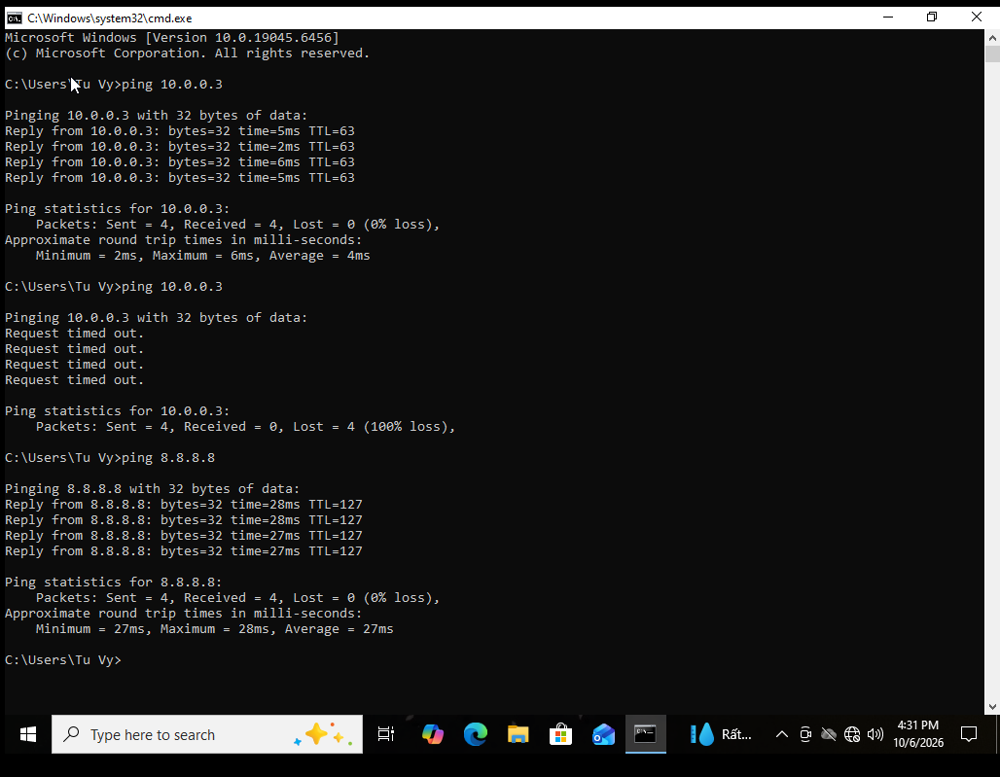 C:\Windows\system32\cmd.exe
Microsoft Windows [Version 10.0.19045.6456]
(c) Microsoft Corporation. All rights reserved.
C:\Users\Tu Vy>ping 10.0.0.3
Pinging 10.0.0.3 with 32 bytes of data:
Reply from 10.0.0.3: bytes=32 time=5ms TTL=63
Reply from 10.0.0.3: bytes=32 time=2ms TTL=63
Reply from 10.0.0.3: bytes=32 time=6ms TTL=63
Reply from 10.0.0.3: bytes=32 time=5ms TTL=63
Ping statistics for 10.0.0.3:
    Packets: Sent = 4, Received = 4, Lost = 0 (0% loss),
Approximate round trip times in milli-seconds:
    Minimum = 2ms, Maximum = 6ms, Average = 4ms
C:\Users\Tu Vy>ping 10.0.0.3
Pinging 10.0.0.3 with 32 bytes of data:
Request timed out.
Request timed out.
Request timed out.
Request timed out.
Ping statistics for 10.0.0.3:
    Packets: Sent = 4, Received = 0, Lost = 4 (100% loss),
C:\Users\Tu Vy>ping 8.8.8.8
Pinging 8.8.8.8 with 32 bytes of data:
Reply from 8.8.8.8: bytes=32 time=28ms TTL=127
Reply from 8.8.8.8: bytes=32 time=28ms TTL=127
Reply from 8.8.8.8: bytes=32 time=27ms TTL=127
Reply from 8.8.8.8: bytes=32 time=27ms TTL=127
Ping statistics for 8.8.8.8:
    Packets: Sent = 4, Received = 4, Lost = 0 (0% loss),
Approximate round trip times in milli-seconds:
    Minimum = 27ms, Maximum = 28ms, Average = 27ms
C:\Users\Tu Vy>
Type here to search
Rất...
4:31 PM
10/6/2026